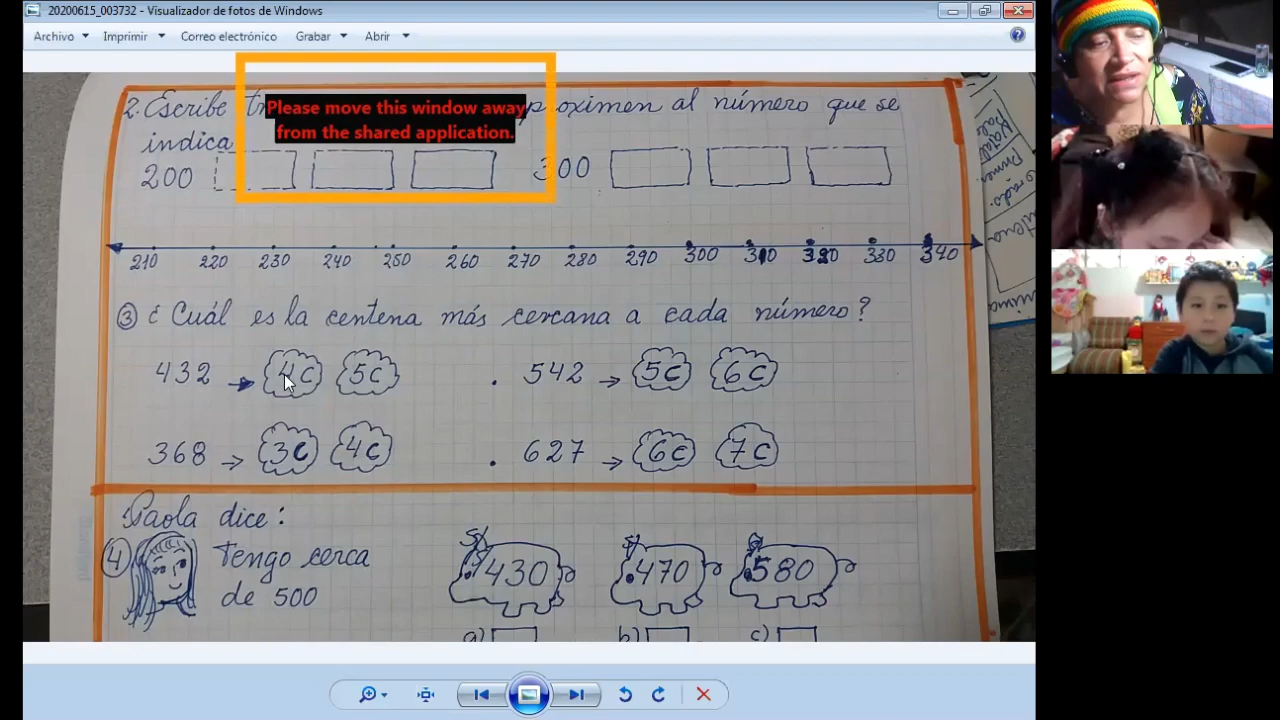 20200615_003732 - Visualizador de fotos de Windows
Archivo Imprimir Correo electrónico Grabar Abrir
2. Escribe proximen al número que se
Please move this window away
from the shared application.
indica
200 300
210 220 230 240 250 260 270 280 290 300 310 320 330 340
③ ¿Cuál es la centena más cercana a cada número?
432 → 4c 5c . 542 → 5c 6c
368 → 3c 4c . 627 → 6c 7c
Paola dice:
④ Tengo cerca
de 500
S/ 430 470 580
a) b) c)